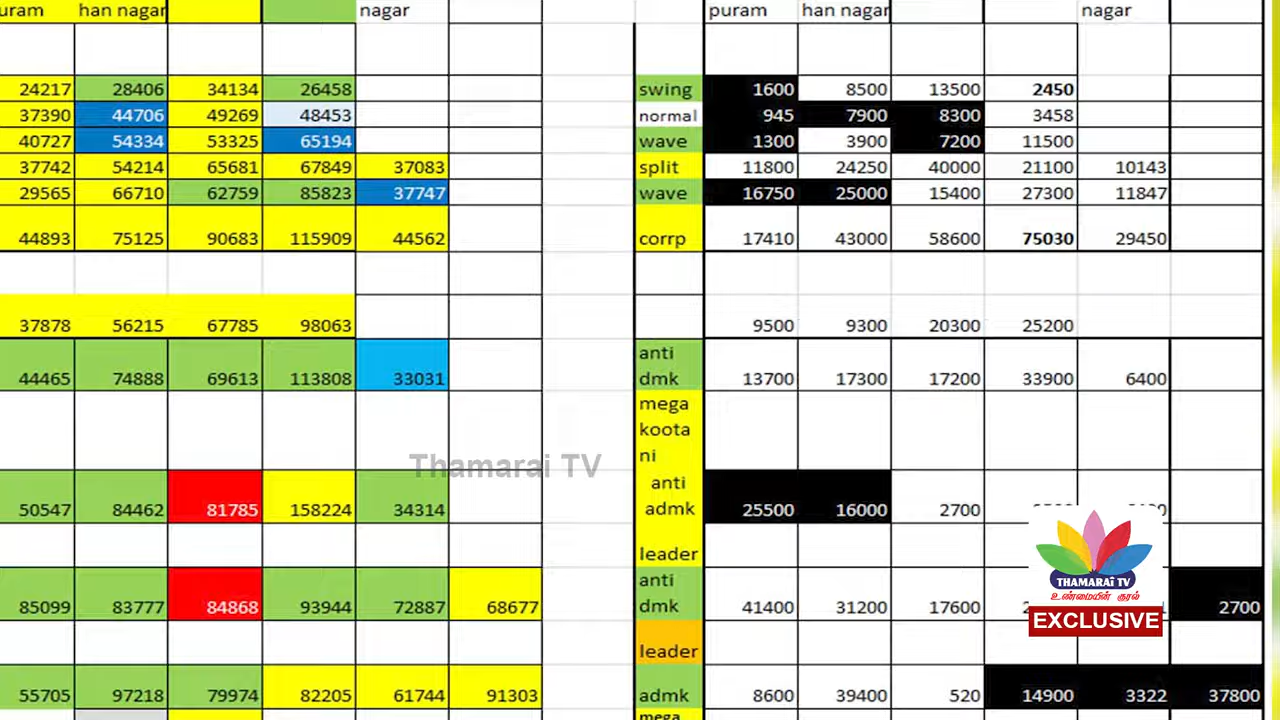 uram han nagar nagar puram han nagar nagar
24217 28406 34134 26458 swing 1600 8500 13500 2450
37390 44706 49269 48453 normal 945 7900 8300 3458
40727 54334 53325 65194 wave 1300 3900 7200 11500
37742 54214 65681 67849 37083 split 11800 24250 40000 21100 10143
29565 66710 62759 85823 37747 wave 16750 25000 15400 27300 11847
44893 75125 90683 115909 44562 corrp 17410 43000 58600 75030 29450
37878 56215 67785 98063 9500 9300 20300 25200
anti
44465 74888 69613 113808 33031 dmk 13700 17300 17200 33900 6400
mega
koota
ni
Thamarai TV
anti
50547 84462 81785 158224 34314 admk 25500 16000 2700
leader
anti
85099 83777 84868 93944 72887 68677 dmk 41400 31200 17600 2700
THAMARAI TV
உண்மையின் குரல்
EXCLUSIVE
leader
55705 97218 79974 82205 61744 91303 admk 8600 39400 520 14900 3322 37800
mega